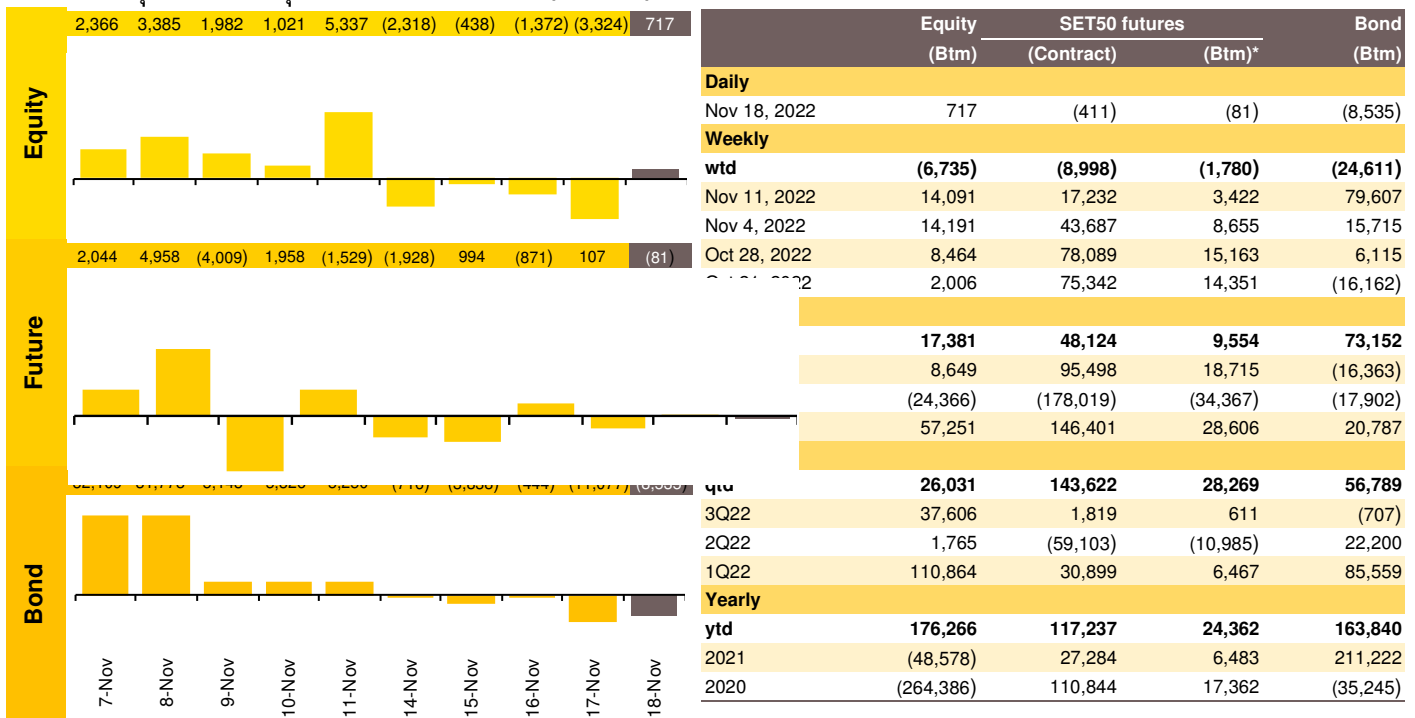 2,366 3,385 1,982 1,021 5,337 (2,318) (438) (1,372) (3,324) 717
Equity
2,044 4,958 (4,009) 1,958 (1,529) (1,928) 994 (871) 107 (81)
Future
Bond
7-Nov 8-Nov 9-Nov 10-Nov 11-Nov 14-Nov 15-Nov 16-Nov 17-Nov 18-Nov
Equity SET50 futures Bond
(Btm) (Contract) (Btm)* (Btm)
Daily
Nov 18, 2022 717 (411) (81) (8,535)
Weekly
wtd (6,735) (8,998) (1,780) (24,611)
Nov 11, 2022 14,091 17,232 3,422 79,607
Nov 4, 2022 14,191 43,687 8,655 15,715
Oct 28, 2022 8,464 78,089 15,163 6,115
2,006 75,342 14,351 (16,162)
17,381 48,124 9,554 73,152
8,649 95,498 18,715 (16,363)
(24,366) (178,019) (34,367) (17,902)
57,251 146,401 28,606 20,787
qtd 26,031 143,622 28,269 56,789
3Q22 37,606 1,819 611 (707)
2Q22 1,765 (59,103) (10,985) 22,200
1Q22 110,864 30,899 6,467 85,559
Yearly
ytd 176,266 117,237 24,362 163,840
2021 (48,578) 27,284 6,483 211,222
2020 (264,386) 110,844 17,362 (35,245)